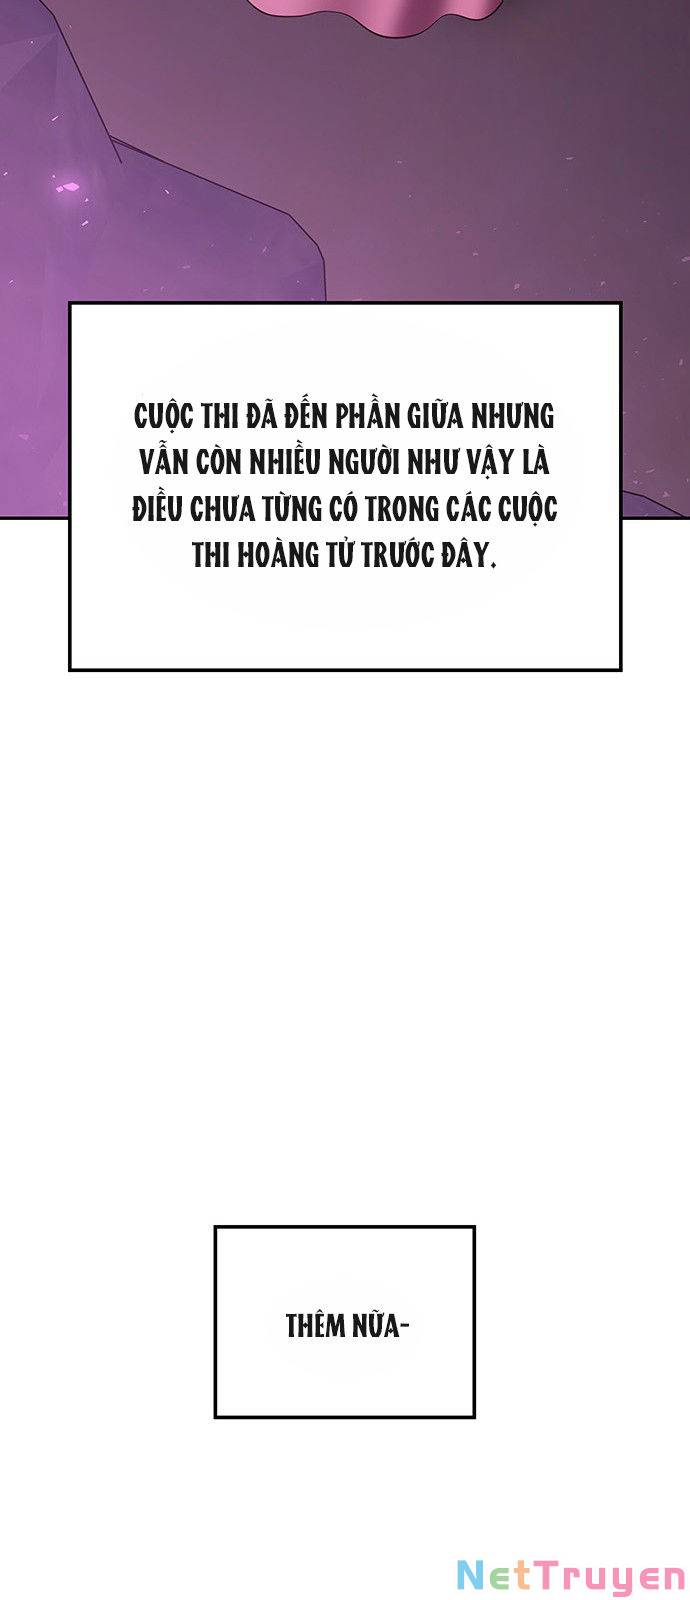 CUỘC THI ĐÃ ĐẾN PHẦN GIỮA NHƯNG
VẪN CÒN NHIỀU NGƯỜI NHƯ VẬY LÀ
ĐIỀU CHƯA TỪNG CÓ TRONG CÁC CUỘC
THI HOÀNG TỬ TRƯỚC ĐÂY.
THÊM NỮA-
NetTruyen